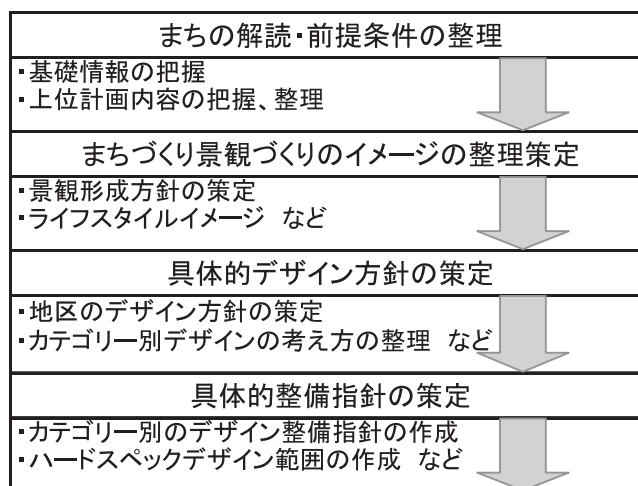 まちの解読・前提条件の整理
・基礎情報の把握
・上位計画内容の把握、整理
まちづくり景観づくりのイメージの整理策定
・景観形成方針の策定
・ライフスタイルイメージ など
具体的デザイン方針の策定
・地区のデザイン方針の策定
・カテゴリー別デザインの考え方の整理 など
具体的整備指針の策定
・カテゴリー別のデザイン整備指針の作成
・ハードスペックデザイン範囲の作成 など